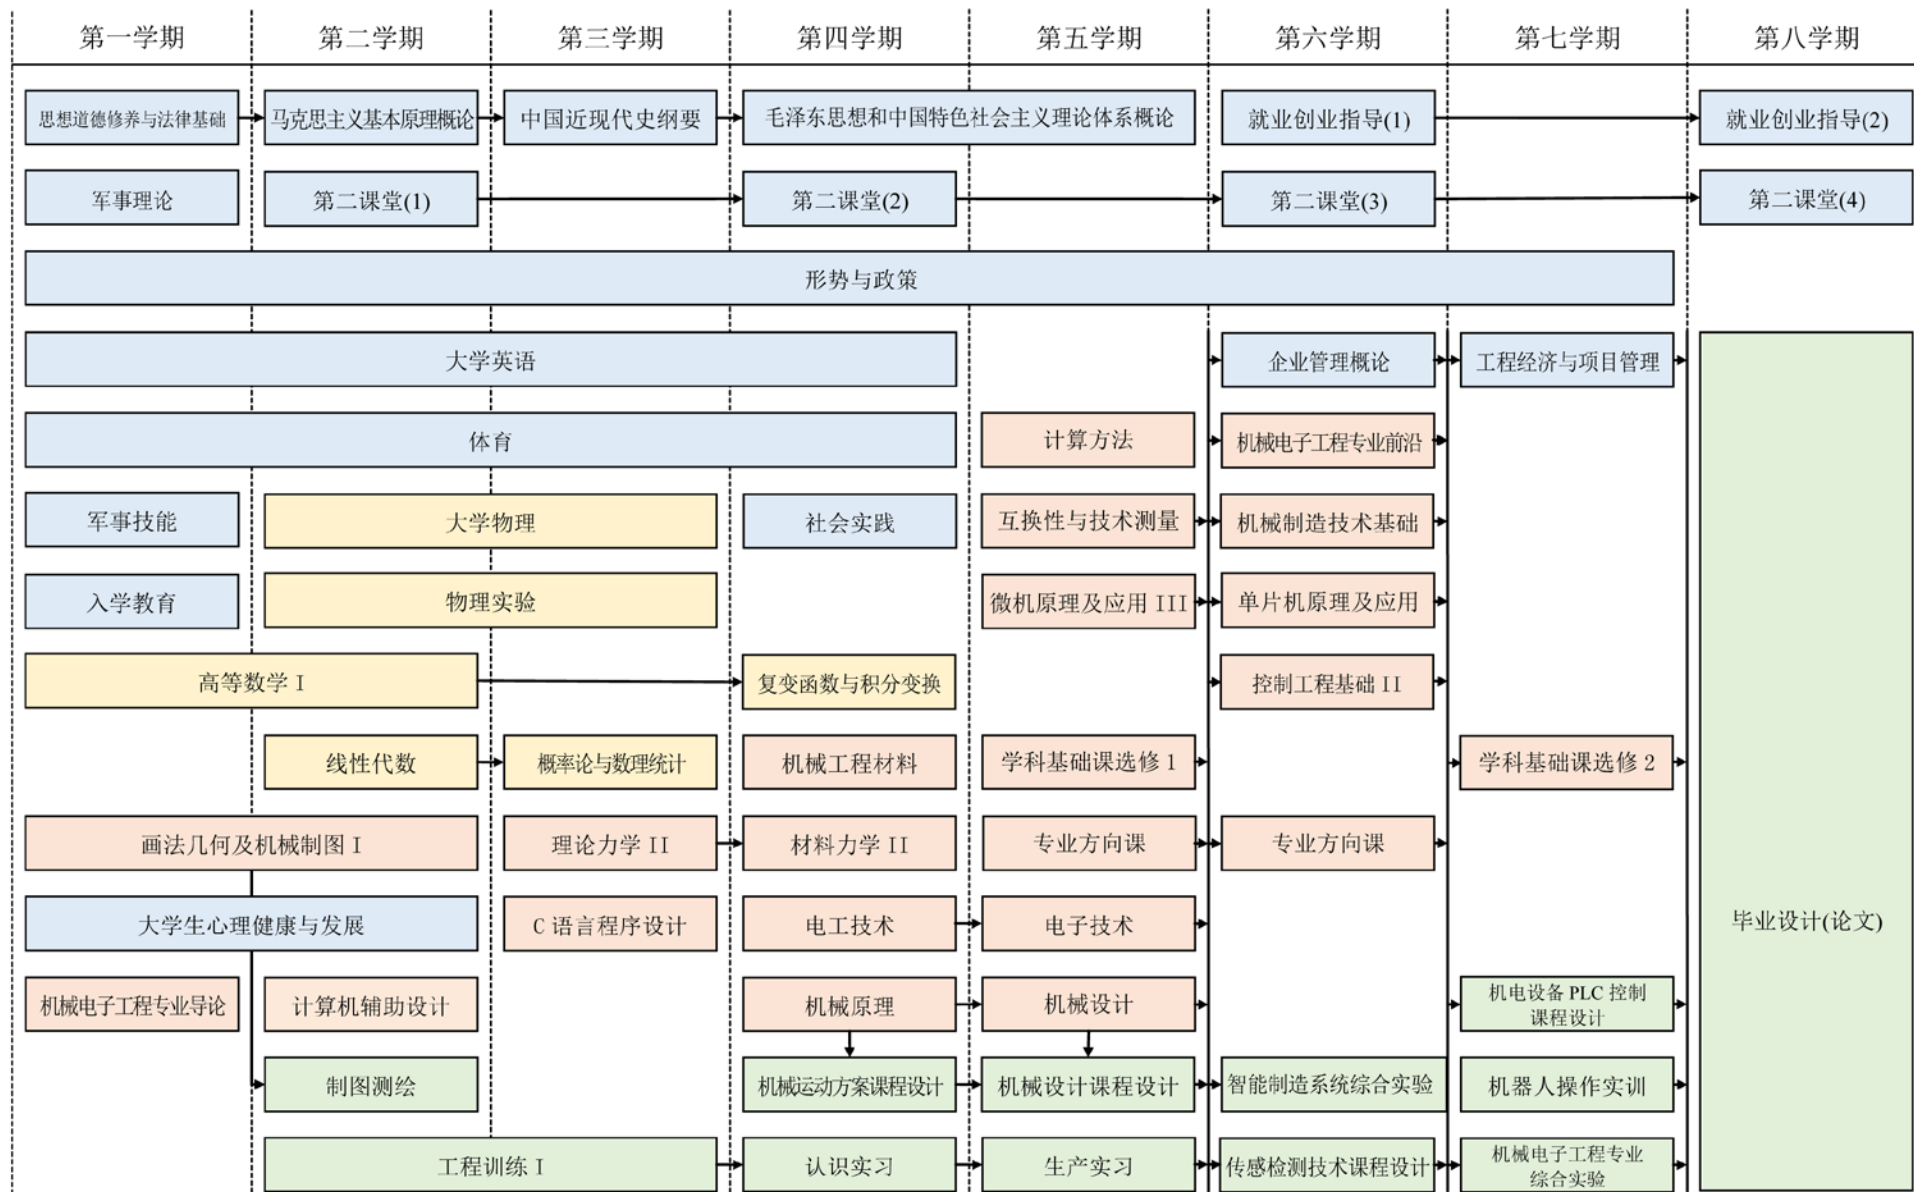 第一学期
第二学期
第三学期
第四学期
第五学期
第六学期
第七学期
第八学期
思想道德修养与法律基础
马克思主义基本原理概论
中国近现代史纲要
毛泽东思想和中国特色社会主义理论体系概论
就业创业指导(1)
就业创业指导(2)
军事理论
第二课堂(1)
第二课堂(2)
第二课堂(3)
第二课堂(4)
形势与政策
大学英语
企业管理概论
工程经济与项目管理
体育
计算方法
机械电子工程专业前沿
军事技能
大学物理
社会实践
互换性与技术测量
机械制造技术基础
入学教育
物理实验
微机原理及应用 III
单片机原理及应用
高等数学 I
复变函数与积分变换
控制工程基础 II
线性代数
概率论与数理统计
机械工程材料
学科基础课选修 1
学科基础课选修 2
画法几何及机械制图 I
理论力学 II
材料力学 II
专业方向课
专业方向课
大学生心理健康与发展
C 语言程序设计
电工技术
电子技术
毕业设计(论文)
机械电子工程专业导论
计算机辅助设计
机械原理
机械设计
机电设备 PLC 控制
课程设计
制图测绘
机械运动方案课程设计
机械设计课程设计
智能制造系统综合实验
机器人操作实训
工程训练 I
认识实习
生产实习
传感检测技术课程设计
机械电子工程专业
综合实验